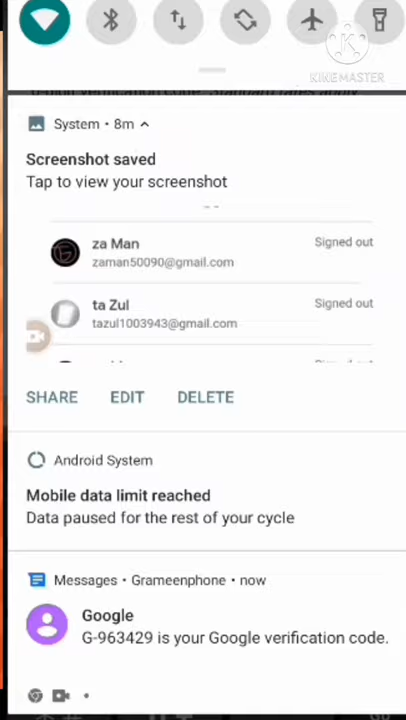 KINEMASTER
System • 8m
Screenshot saved
Tap to view your screenshot
za Man
Signed out
zaman50090@gmail.com
ta Zul
Signed out
tazul1003943@gmail.com
SHARE EDIT DELETE
Android System
Mobile data limit reached
Data paused for the rest of your cycle
Messages • Grameenphone • now
Google
G-963429 is your Google verification code.